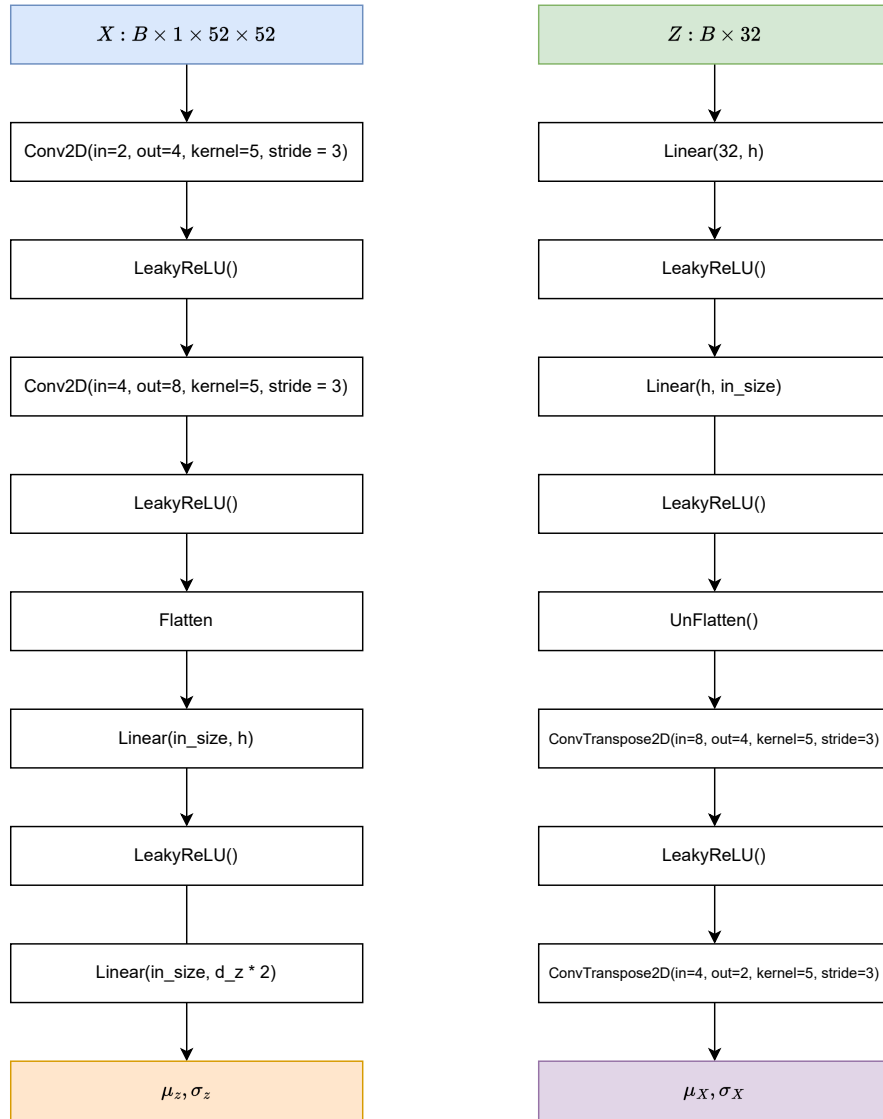 X : B × 1 × 52 × 52
Conv2D(in=2, out=4, kernel=5, stride = 3)
LeakyReLU()
Conv2D(in=4, out=8, kernel=5, stride = 3)
LeakyReLU()
Flatten
Linear(in_size, h)
LeakyReLU()
Linear(in_size, d_z * 2)
μ_z, σ_z
Z : B × 32
Linear(32, h)
LeakyReLU()
Linear(h, in_size)
LeakyReLU()
UnFlatten()
ConvTranspose2D(in=8, out=4, kernel=5, stride=3)
LeakyReLU()
ConvTranspose2D(in=4, out=2, kernel=5, stride=3)
μ_X, σ_X